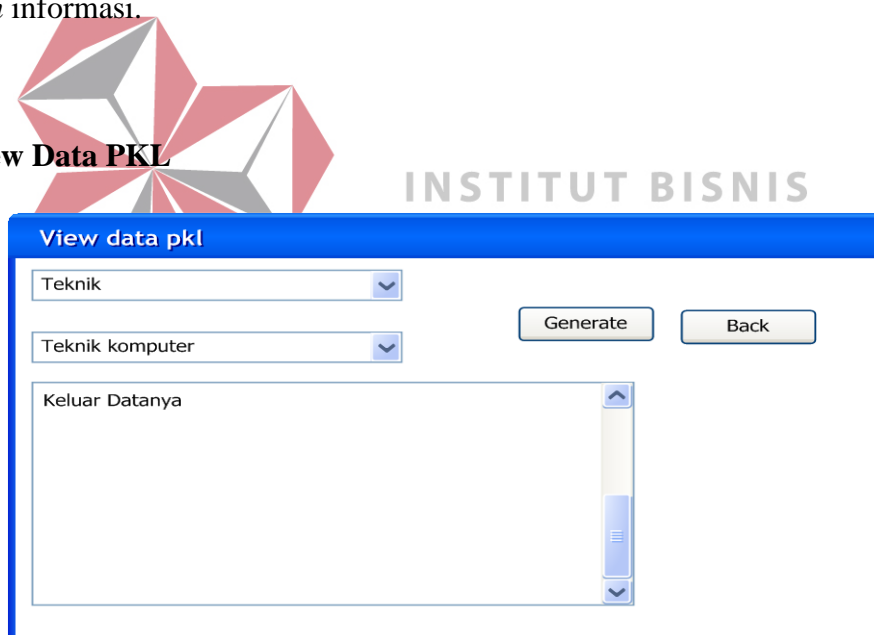 informasi.
Data PKL
INSTITUT BISNIS
View data pkl
Teknik
Generate
Back
Teknik komputer
Keluar Datanya